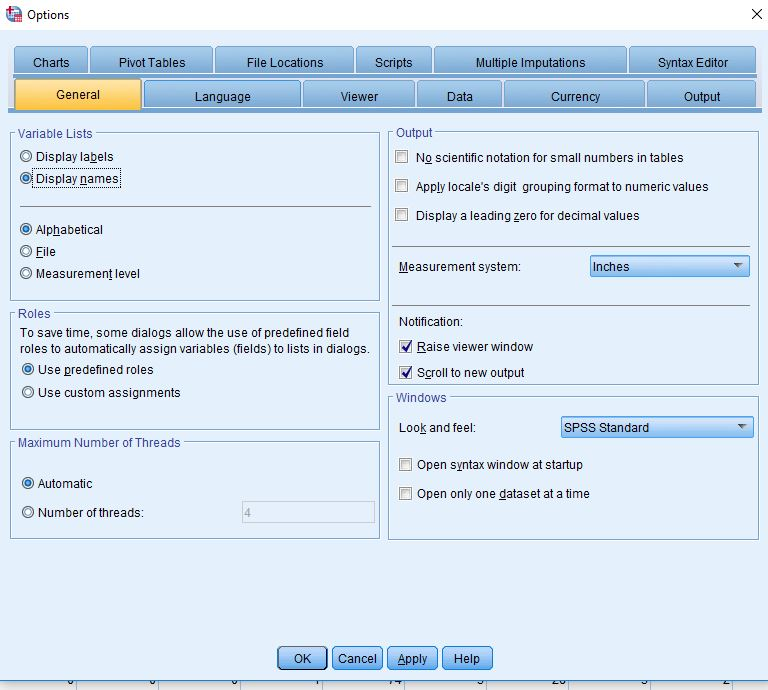 Options
Charts
Pivot Tables
File Locations
Scripts
Multiple Imputations
Syntax Editor
General
Language
Viewer
Data
Currency
Output
Variable Lists
Display labels
Display names
Alphabetical
File
Measurement level
Roles
To save time, some dialogs allow the use of predefined field
roles to automatically assign variables (fields) to lists in dialogs.
Use predefined roles
Use custom assignments
Maximum Number of Threads
Automatic
Number of threads: 4
Output
No scientific notation for small numbers in tables
Apply locale's digit grouping format to numeric values
Display a leading zero for decimal values
Measurement system: Inches
Notification:
Raise viewer window
Scroll to new output
Windows
Look and feel: SPSS Standard
Open syntax window at startup
Open only one dataset at a time
OK
Cancel
Apply
Help